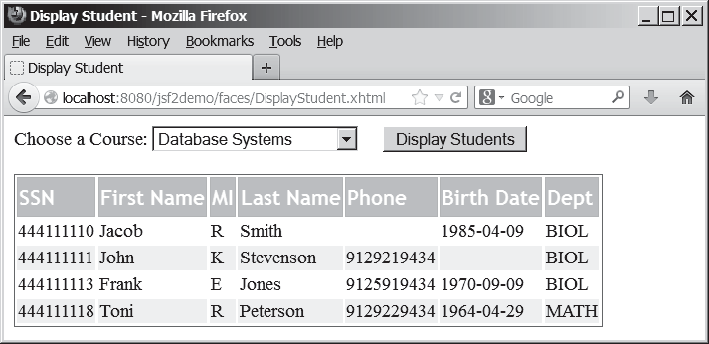 Display Student - Mozilla Firefox
File Edit View History Bookmarks Tools Help
Display Student +
localhost:8080/jsf2demo/faces/DisplayStudent.xhtml Google
Choose a Course: Database Systems Display Students
SSN First Name MI Last Name Phone Birth Date Dept
444111110 Jacob R Smith 1985-04-09 BIOL
444111111 John K Stevenson 9129219434 BIOL
444111113 Frank E Jones 9125919434 1970-09-09 BIOL
444111118 Toni R Peterson 9129229434 1964-04-29 MATH